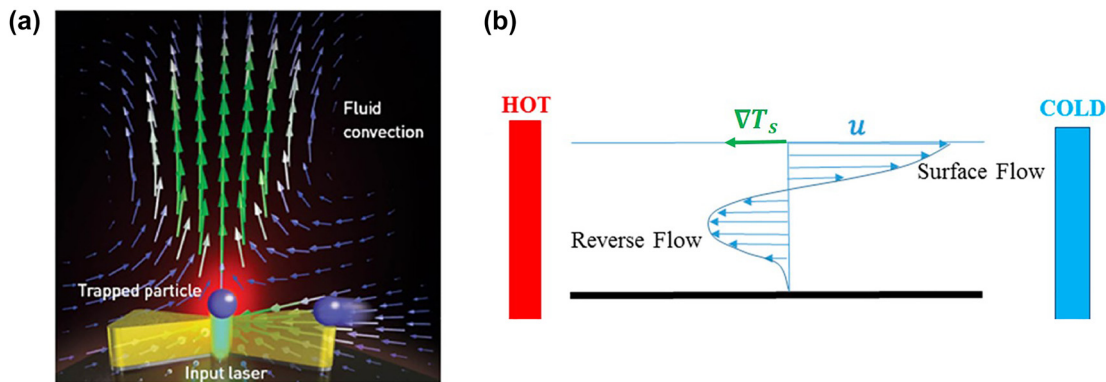 (a)
Fluid
convection
Trapped particle
Input laser
(b)
HOT
COLD
∇Tₛ
u
Surface Flow
Reverse Flow